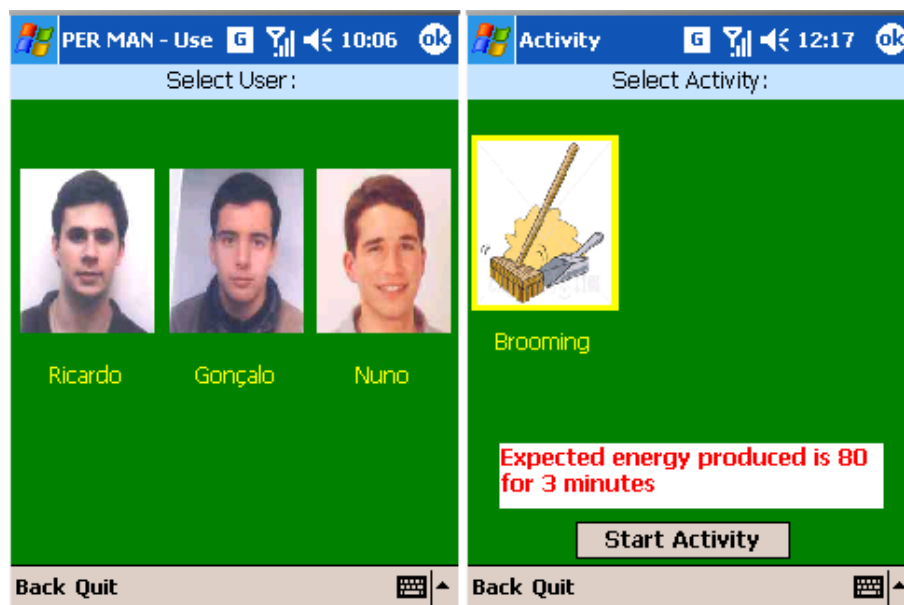 PER MAN - Use G 10:06 ok
Select User:
Ricardo Gonçalo Nuno
Back Quit
Activity G 12:17 ok
Select Activity:
Brooming
Expected energy produced is 80
for 3 minutes
Start Activity
Back Quit